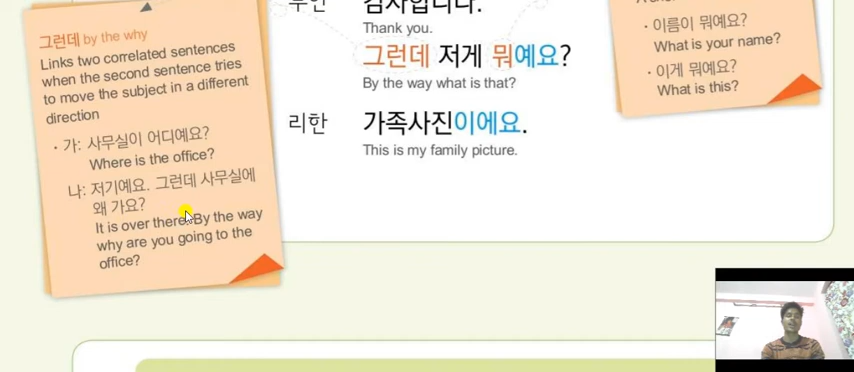 그런데 by the why
Links two correlated sentences
when the second sentence tries
to move the subject in a different
direction
· 가: 사무실이 어디예요?
Where is the office?
나: 저기예요. 그런데 사무실에
왜 가요?
It is over there.By the way
why are you going to the
office?
감사합니다.
Thank you.
그런데 저게 뭐예요?
By the way what is that?
리한 가족사진이에요.
This is my family picture.
· 이름이 뭐예요?
What is your name?
· 이게 뭐예요?
What is this?